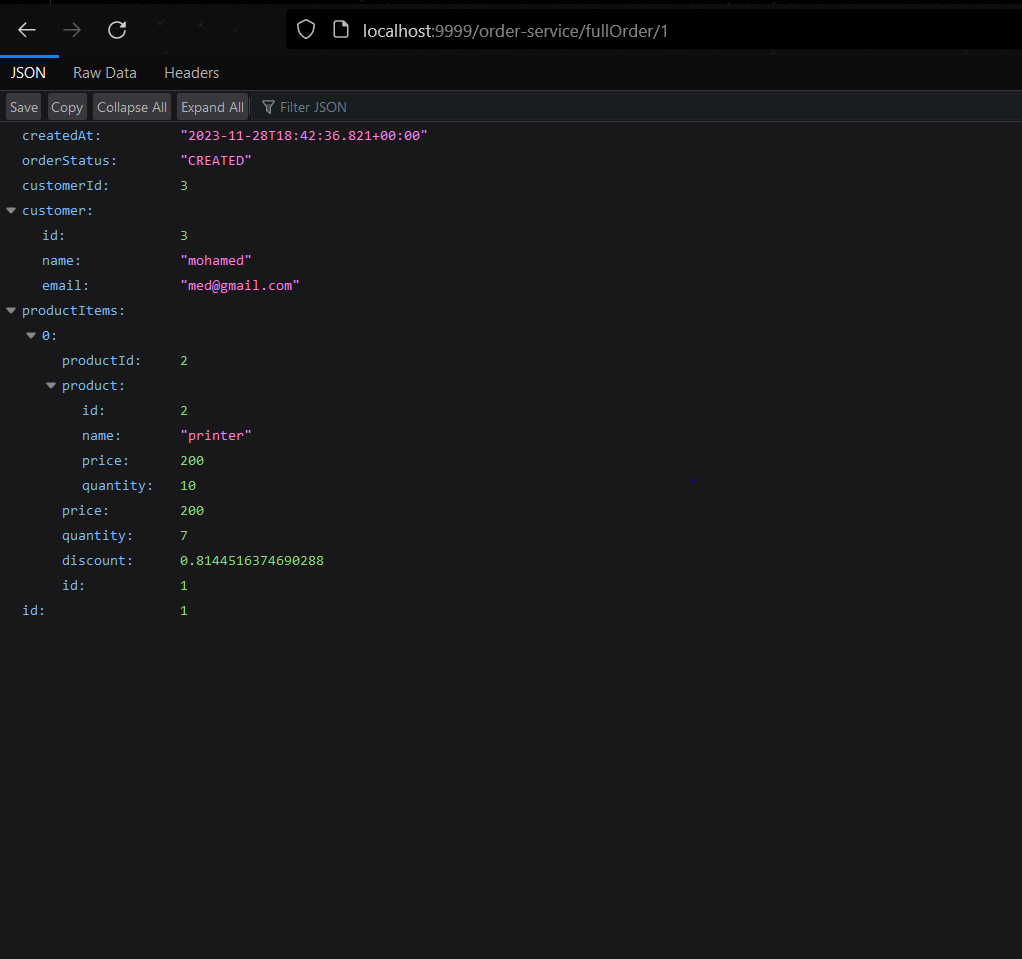 localhost:9999/order-service/fullOrder/1
JSON Raw Data Headers
Save Copy Collapse All Expand All Filter JSON
createdAt: "2023-11-28T18:42:36.821+00:00"
orderStatus: "CREATED"
customerId: 3
customer:
id: 3
name: "mohamed"
email: "med@gmail.com"
productItems:
0:
productId: 2
product:
id: 2
name: "printer"
price: 200
quantity: 10
price: 200
quantity: 7
discount: 0.8144516374690288
id: 1
id: 1